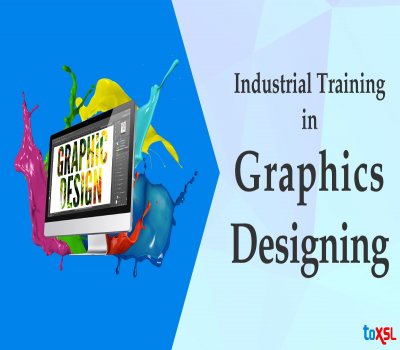 GRAPHIC
DESIGN
Industrial Training
in
Graphics
Designing
toXSL